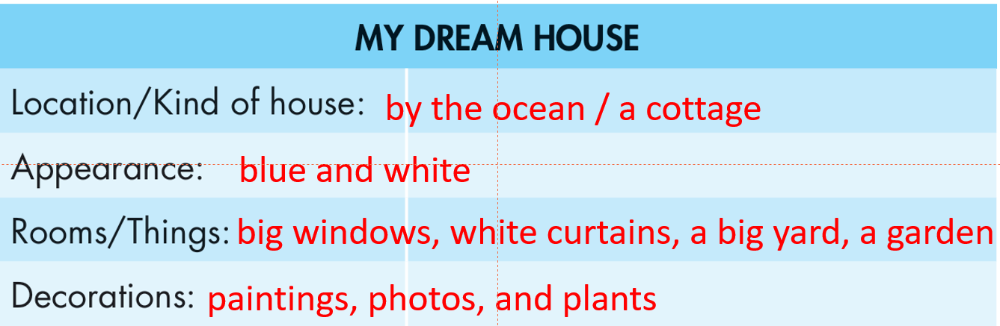 MY DREAM HOUSE
Location/Kind of house: by the ocean / a cottage
Appearance: blue and white
Rooms/Things: big windows, white curtains, a big yard, a garden
Decorations: paintings, photos, and plants